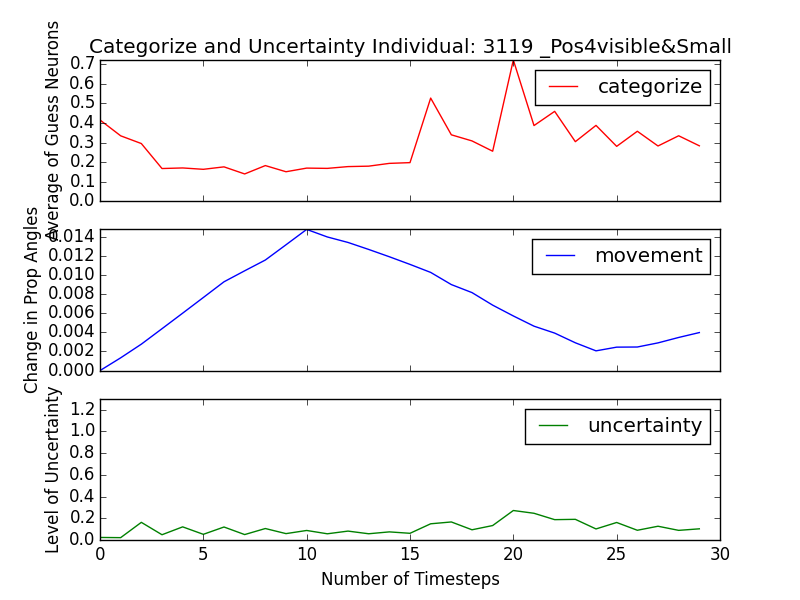 Categorize and Uncertainty Individual: 3119 _Pos4visible&Small
Average of Guess Neurons
0.7
0.6
0.5
0.4
0.3
0.2
0.1
0.0
categorize
Change in Prop Angles
0.014
0.012
0.010
0.008
0.006
0.004
0.002
0.000
movement
Level of Uncertainty
1.2
1.0
0.8
0.6
0.4
0.2
0.0
uncertainty
0 5 10 15 20 25 30
Number of Timesteps